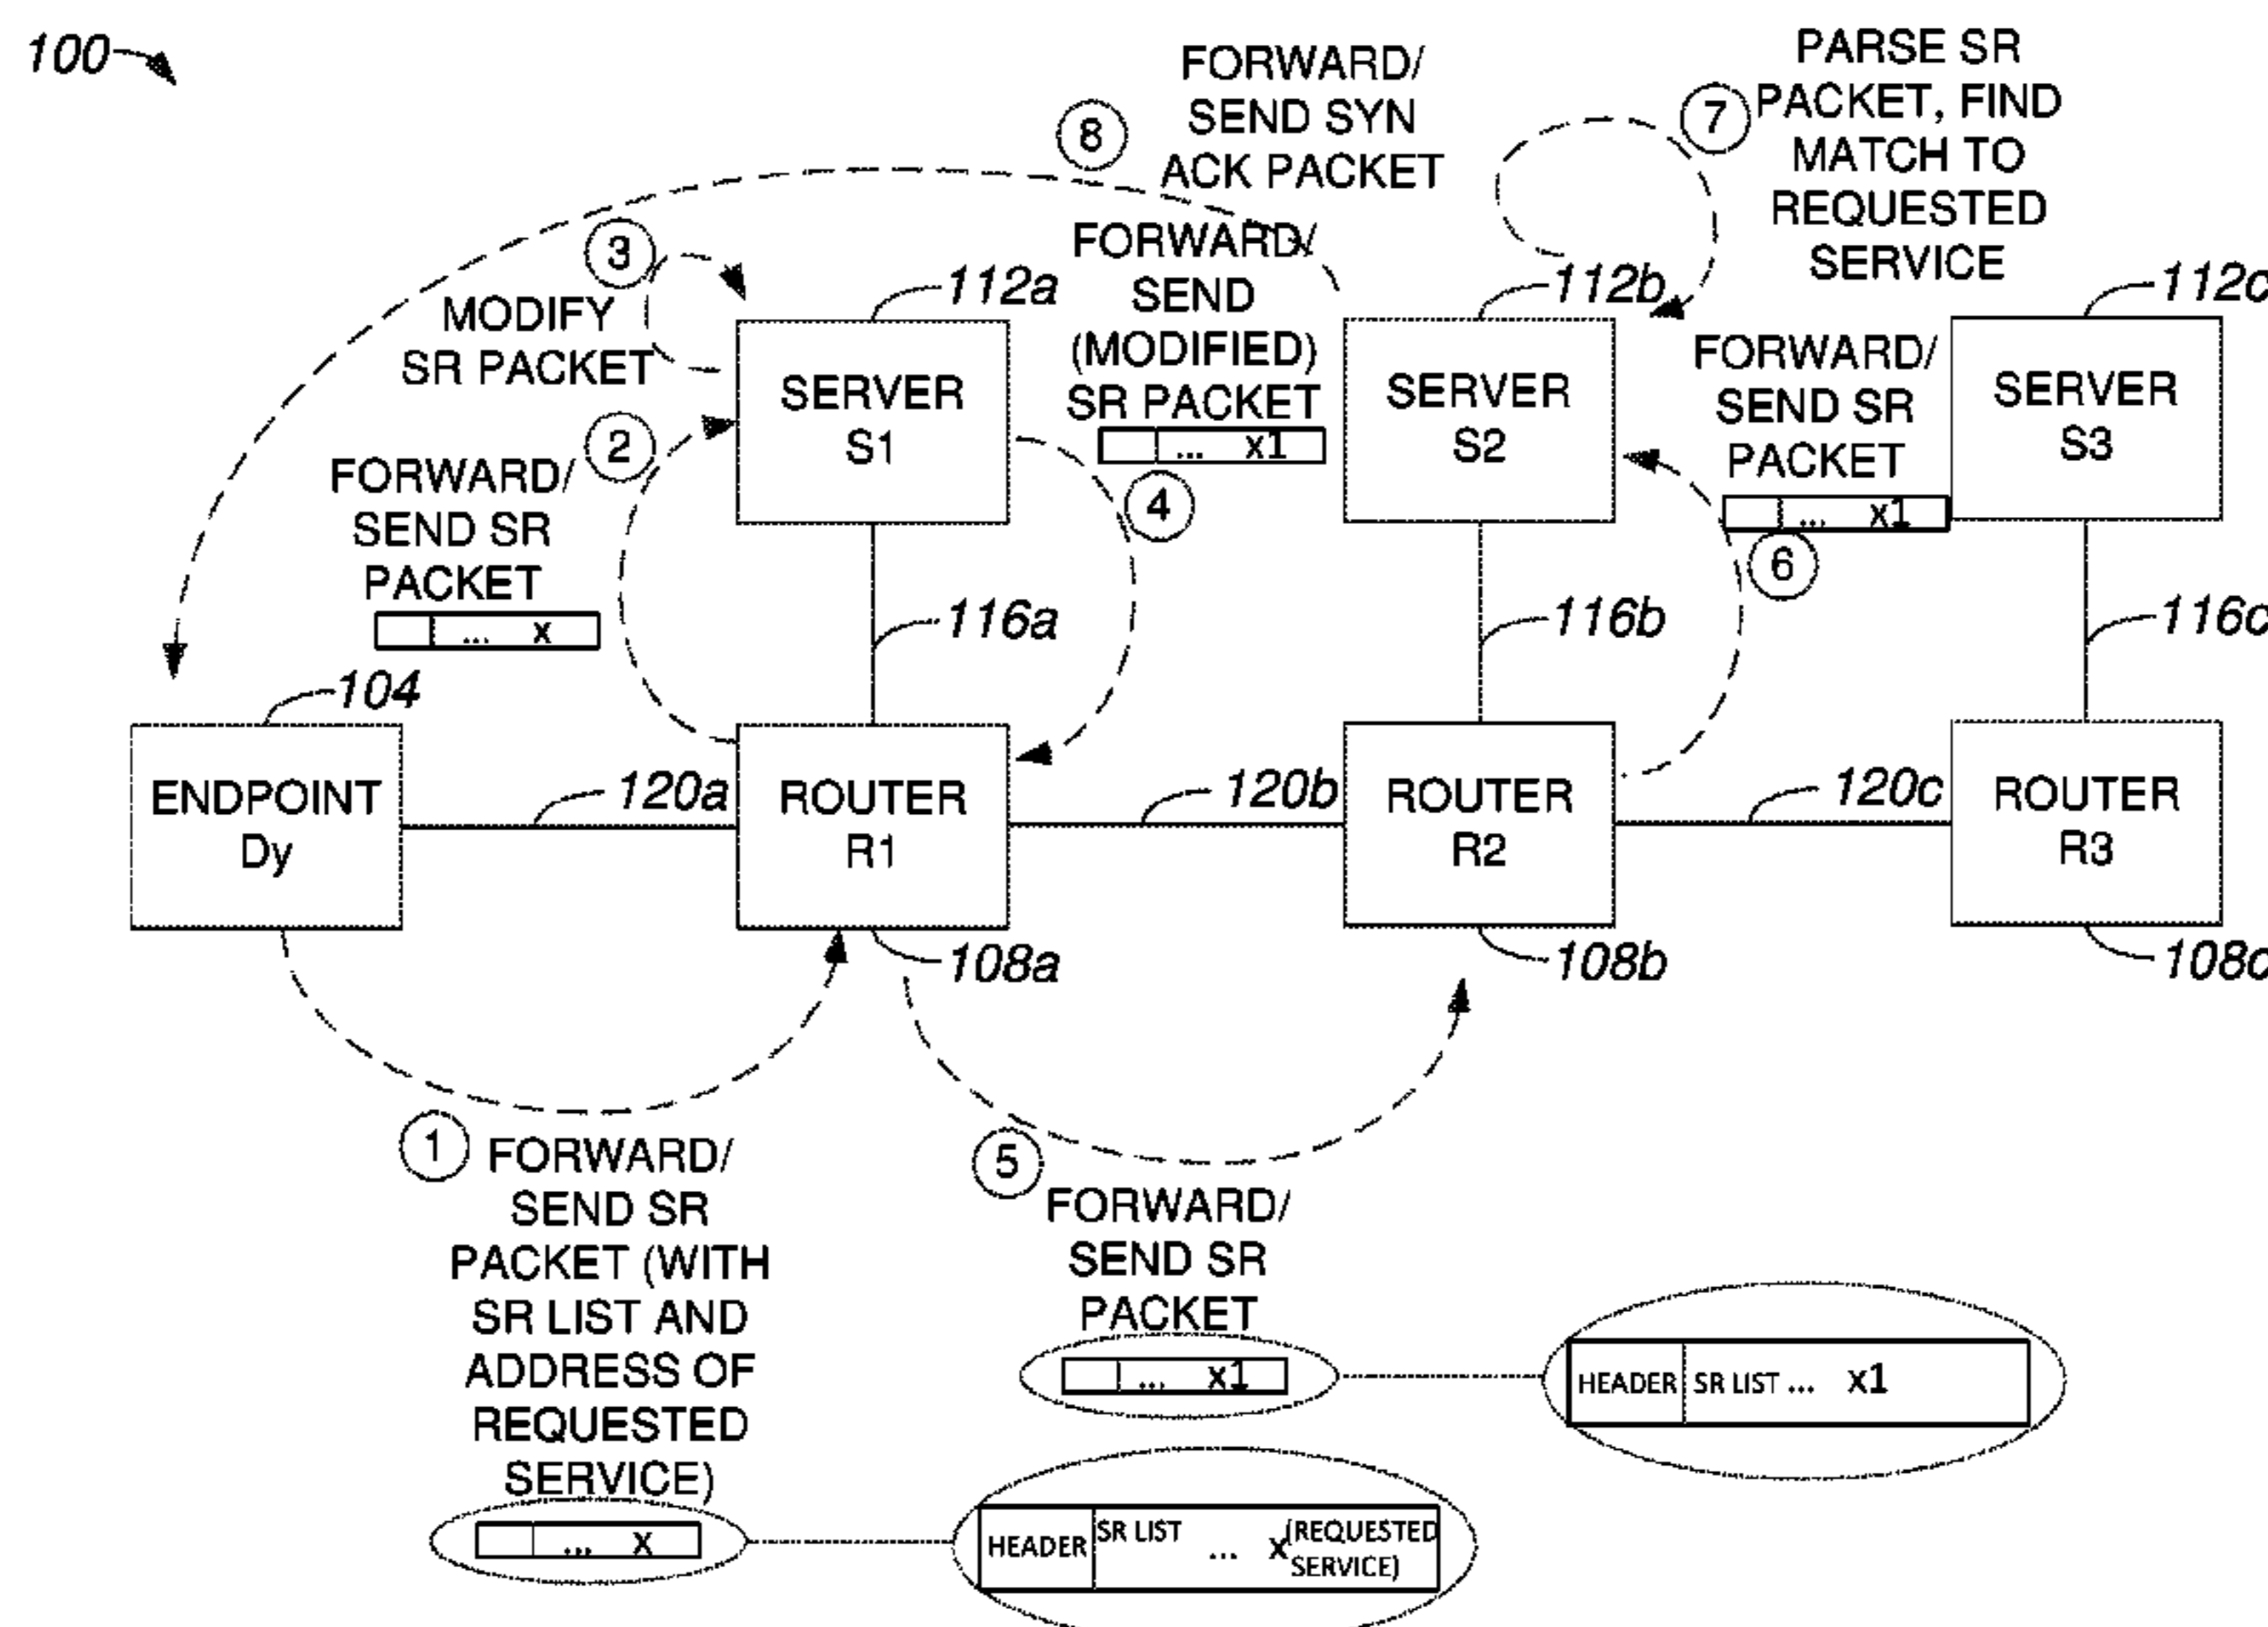 100
FORWARD/
SEND SYN
ACK PACKET
8
PARSE SR
PACKET, FIND
MATCH TO
REQUESTED
SERVICE
7
3
MODIFY
SR PACKET
112a
FORWARD/
SEND
(MODIFIED)
SR PACKET
... x1
4
112b
112c
SERVER
S1
SERVER
S2
FORWARD/
SEND SR
PACKET
... x1
6
SERVER
S3
2
FORWARD/
SEND SR
PACKET
... x
116a
116b
116c
104
ENDPOINT
Dy
120a
ROUTER
R1
120b
ROUTER
R2
120c
ROUTER
R3
108a
108b
108c
1
FORWARD/
SEND SR
PACKET (WITH
SR LIST AND
ADDRESS OF
REQUESTED
SERVICE)
... x
5
FORWARD/
SEND SR
PACKET
... x1
HEADER SR LIST ... x1
HEADER SR LIST ... x (REQUESTED
SERVICE)